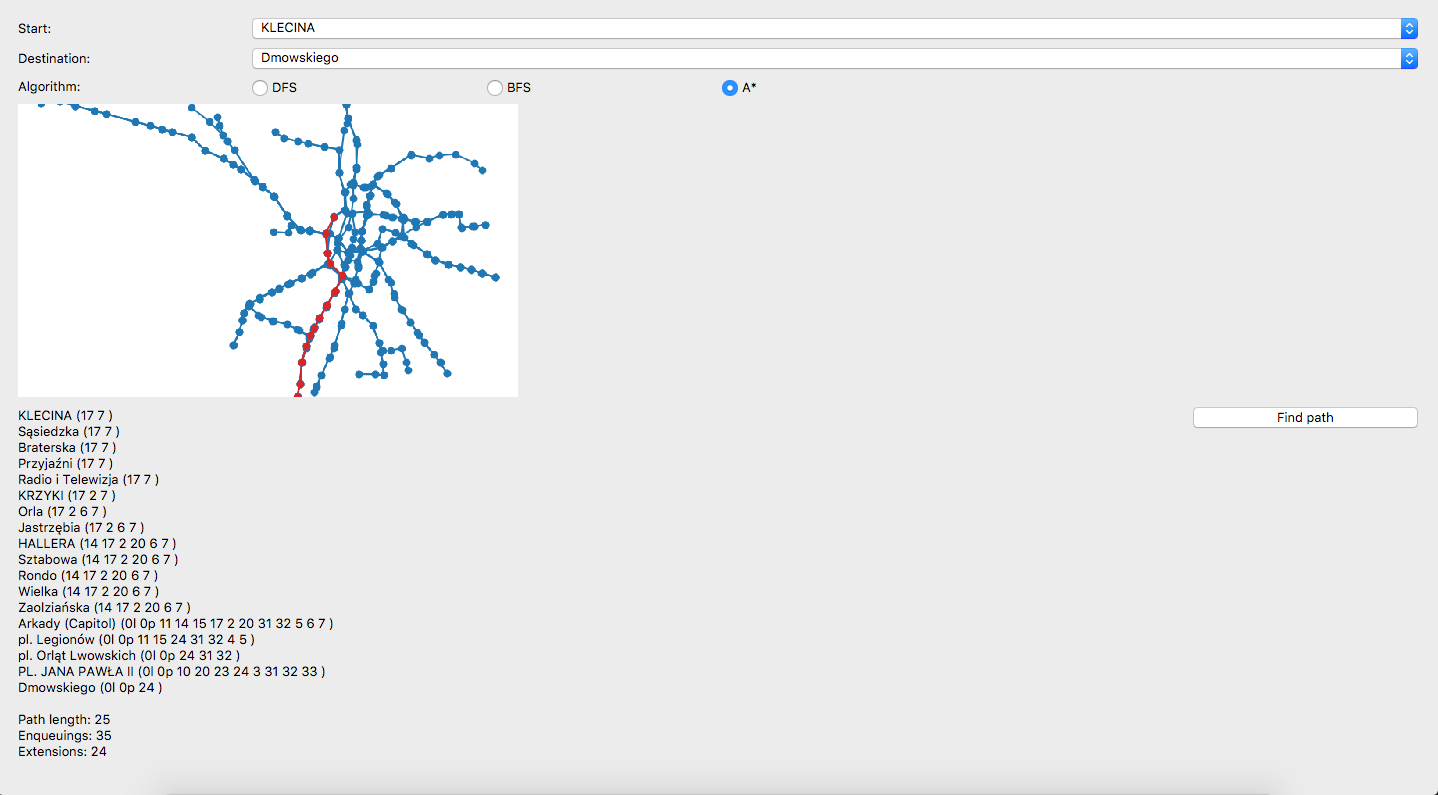 Start: KLECINA
Destination: Dmowskiego
Algorithm: DFS BFS A*
KLECINA (17 7 )
Find path
Sąsiedzka (17 7 )
Braterska (17 7 )
Przyjaźni (17 7 )
Radio i Telewizja (17 7 )
KRZYKI (17 2 7 )
Orla (17 2 6 7 )
Jastrzębia (17 2 6 7 )
HALLERA (14 17 2 20 6 7 )
Sztabowa (14 17 2 20 6 7 )
Rondo (14 17 2 20 6 7 )
Wielka (14 17 2 20 6 7 )
Zaolziańska (14 17 2 20 6 7 )
Arkady (Capitol) (0l 0p 11 14 15 17 2 20 31 32 5 6 7 )
pl. Legionów (0l 0p 11 15 24 31 32 4 5 )
pl. Orląt Lwowskich (0l 0p 24 31 32 )
PL. JANA PAWŁA II (0l 0p 10 20 23 24 3 31 32 33 )
Dmowskiego (0l 0p 24 )
Path length: 25
Enqueuings: 35
Extensions: 24